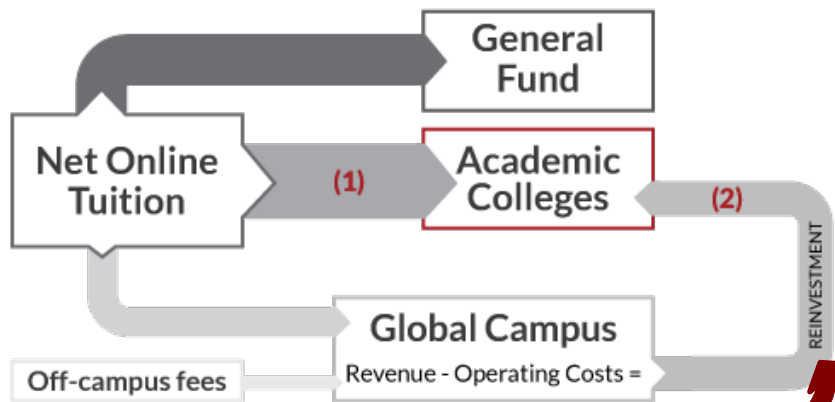 General
Fund
Net Online
Tuition
(1)
Academic
Colleges
(2)
REINVESTMENT
Global Campus
Revenue - Operating Costs =
Off-campus fees